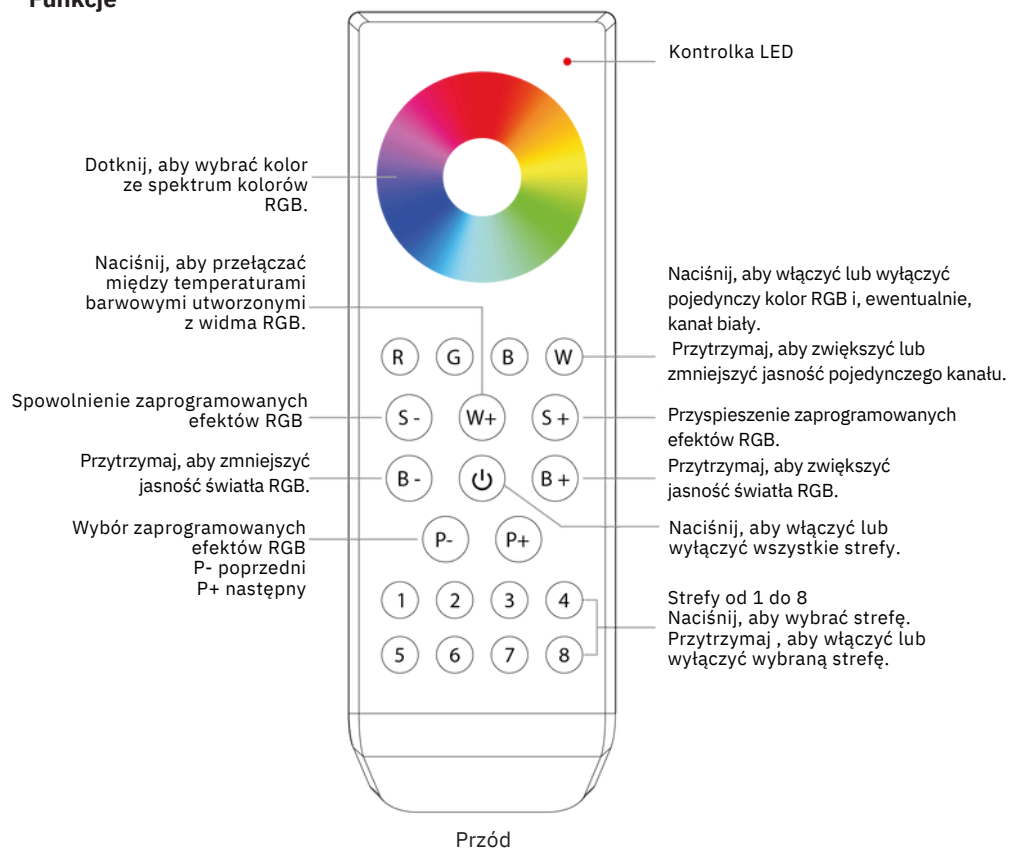 Funkcje
Kontrolka LED
Dotknij, aby wybrać kolor
ze spektrum kolorów
RGB.
Naciśnij, aby przełączać
między temperaturami
barwowymi utworzonymi
z widma RGB.
Naciśnij, aby włączyć lub wyłączyć
pojedynczy kolor RGB i, ewentualnie,
kanał biały.
Przytrzymaj, aby zwiększyć lub
zmniejszyć jasność pojedynczego kanału.
R G B W
Spowolnienie zaprogramowanych
efektów RGB
S - W+ S +
Przyspieszenie zaprogramowanych
efektów RGB.
Przytrzymaj, aby zmniejszyć
jasność światła RGB.
B - B +
Przytrzymaj, aby zwiększyć
jasność światła RGB.
Naciśnij, aby włączyć lub
wyłączyć wszystkie strefy.
Wybór zaprogramowanych
efektów RGB
P- poprzedni
P+ następny
P- P+
1 2 3 4
5 6 7 8
Strefy od 1 do 8
Naciśnij, aby wybrać strefę.
Przytrzymaj , aby włączyć lub
wyłączyć wybraną strefę.
Przód